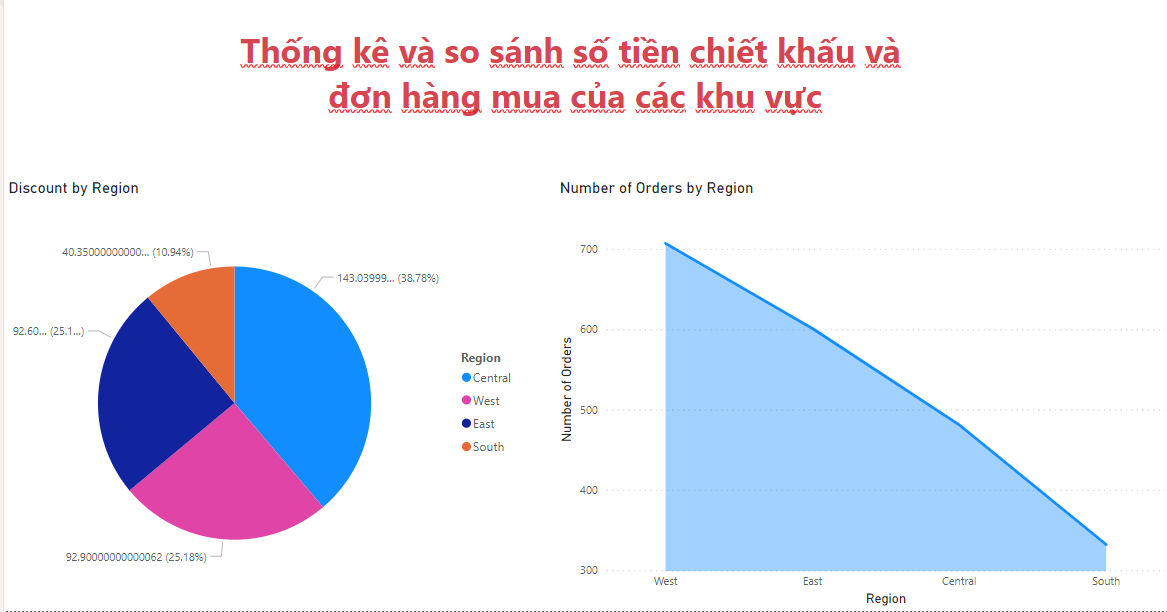 Thống kê và so sánh số tiền chiết khấu và
đơn hàng mua của các khu vực
Discount by Region
40.35000000000... (10.94%)
143.03999... (38.78%)
92.60... (25.1...)
92.90000000000062 (25.18%)
Region
Central
West
East
South
Number of Orders by Region
Number of Orders
700
600
500
400
300
West East Central South
Region